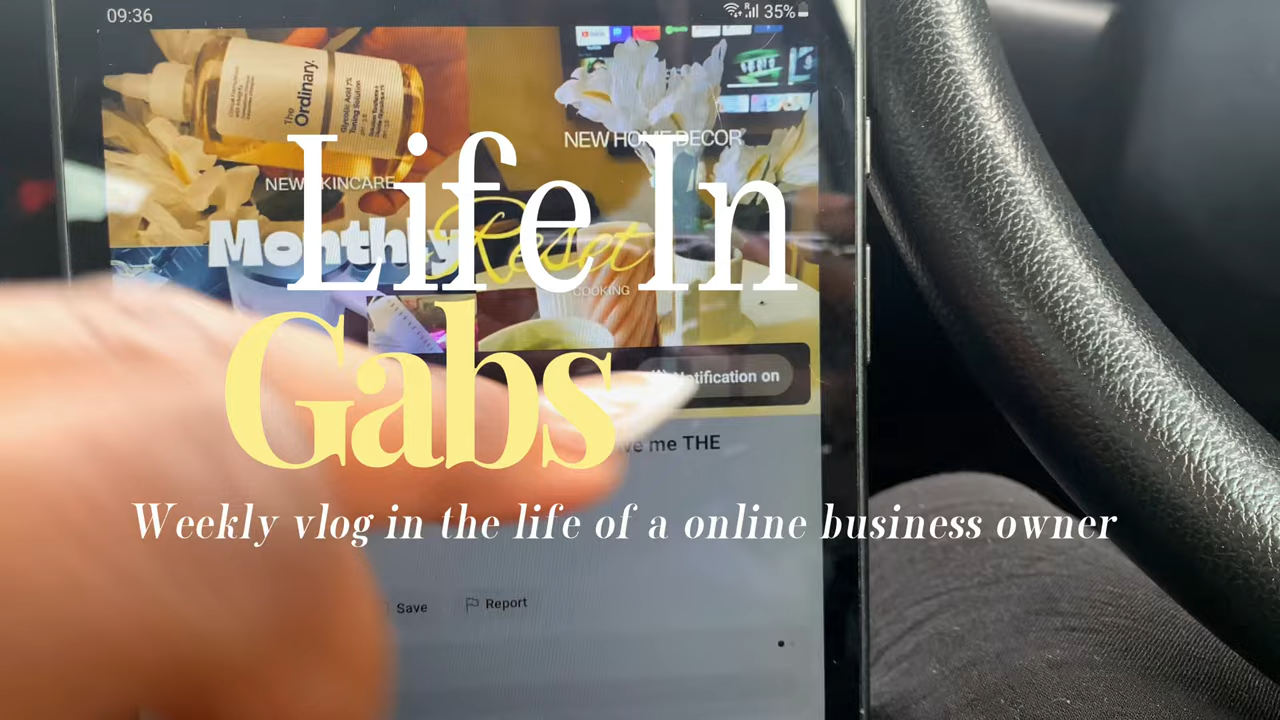 09:36
35%
The
Ordinary.
Glycolic Acid 7%
Toning Solution
NEW HOME DECOR
NEW SKINCARE
Life In
Monthly Reset
COOKING
Gabs
Notification on
me THE
Weekly vlog in the life of a online business owner
Save
Report